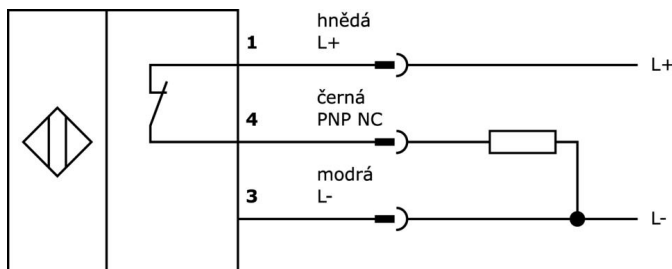 hnědá
1 L+ L+
černá
4 PNP NC
modrá
3 L- L-